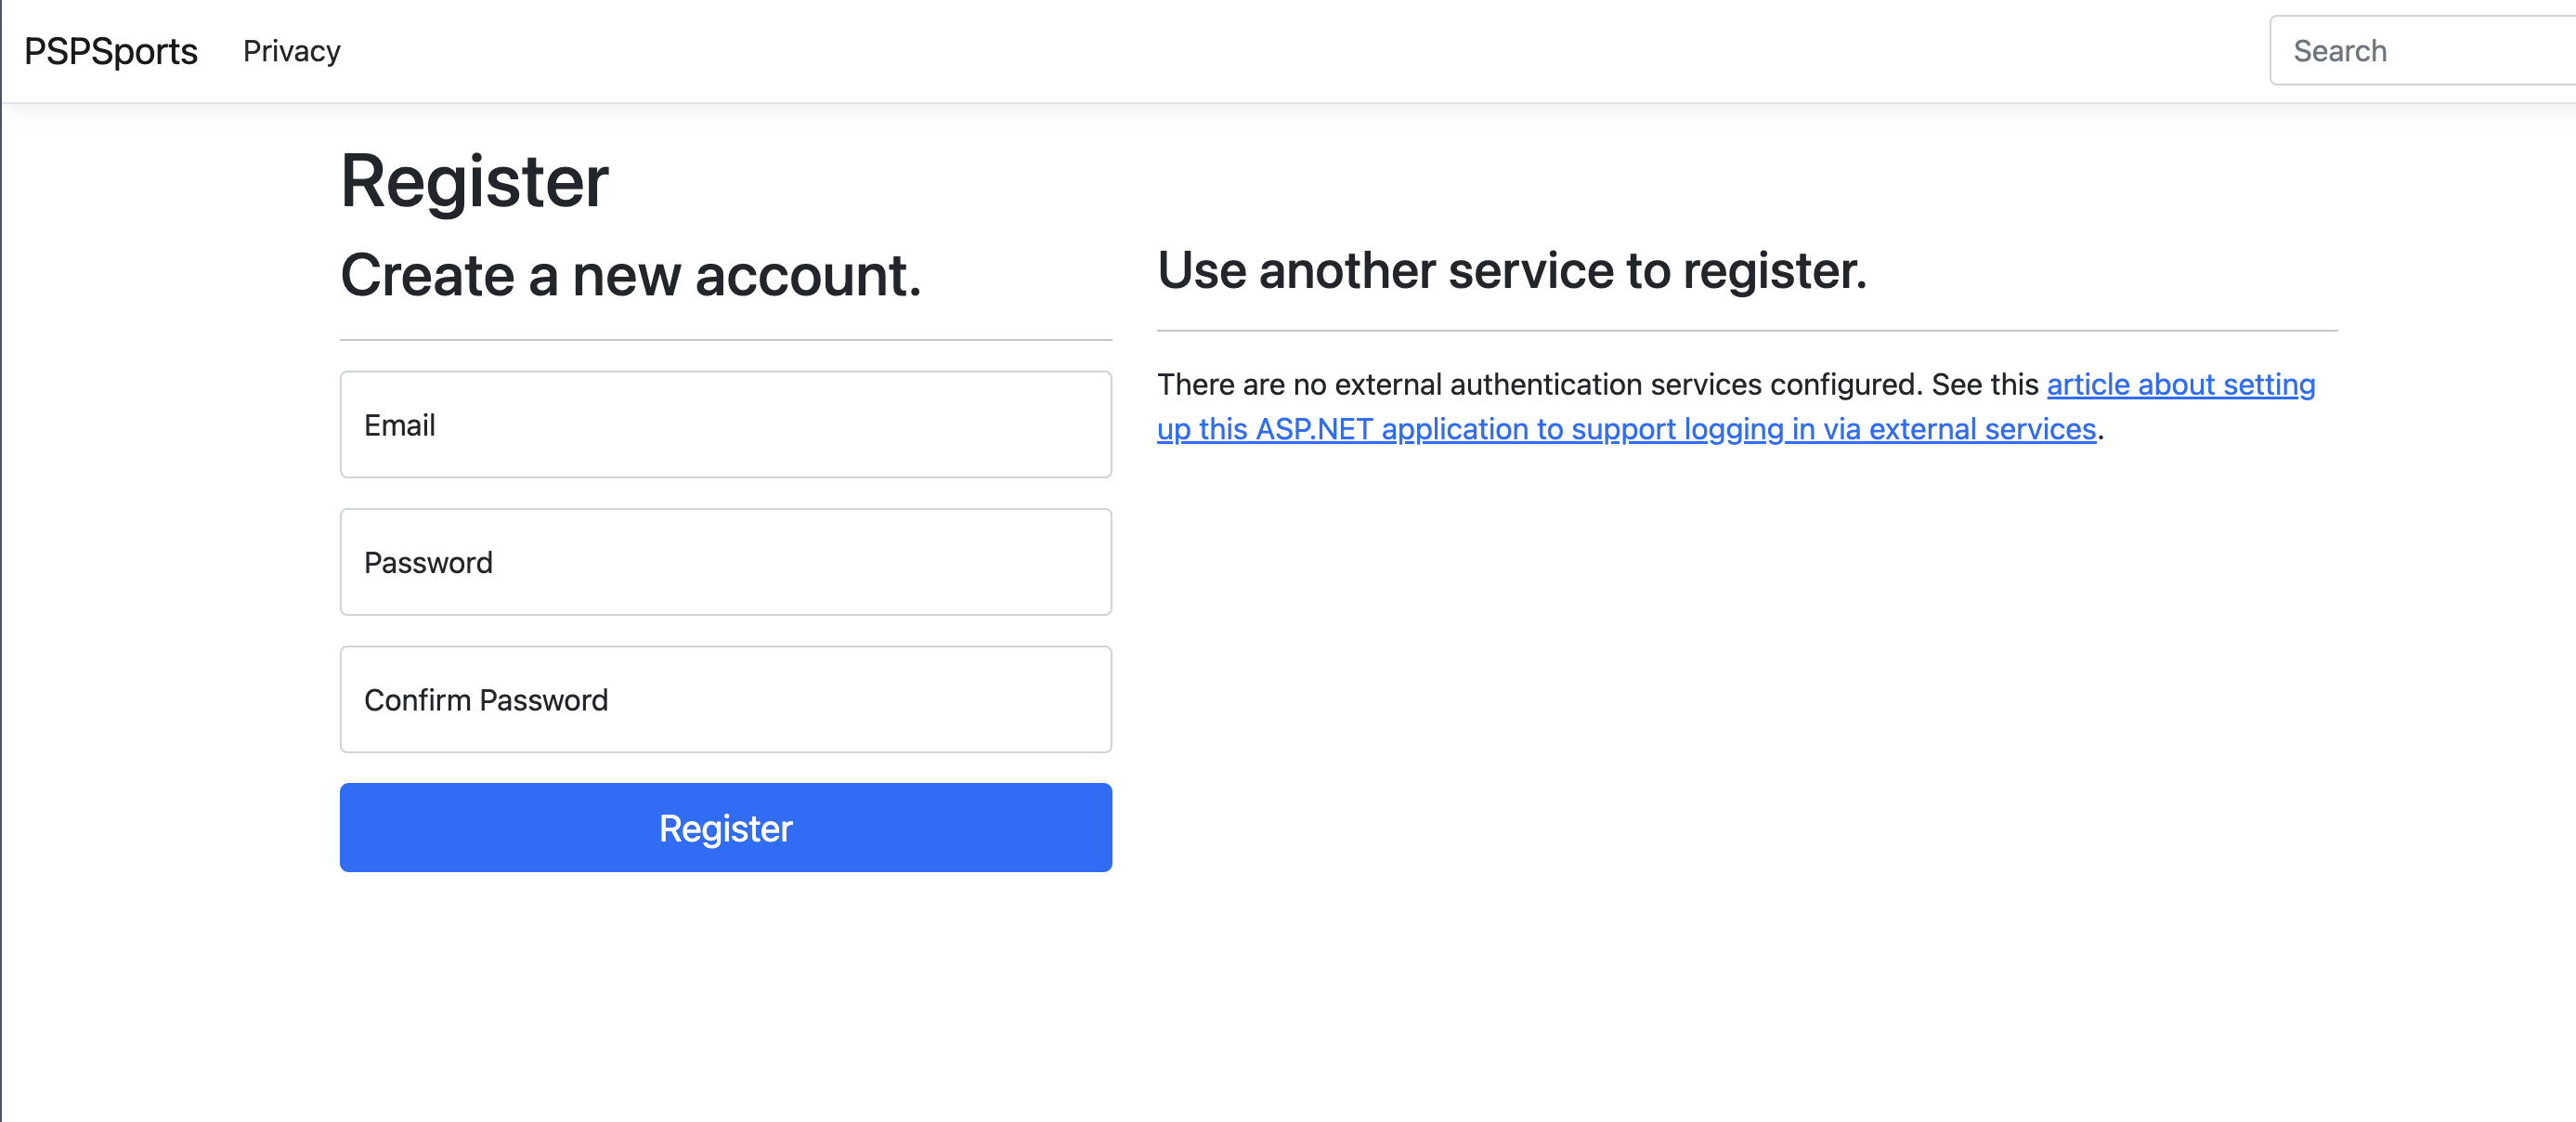 PSPSports Privacy Search
Register
Create a new account.
Email
Password
Confirm Password
Register
Use another service to register.
There are no external authentication services configured. See this article about setting
up this ASP.NET application to support logging in via external services.